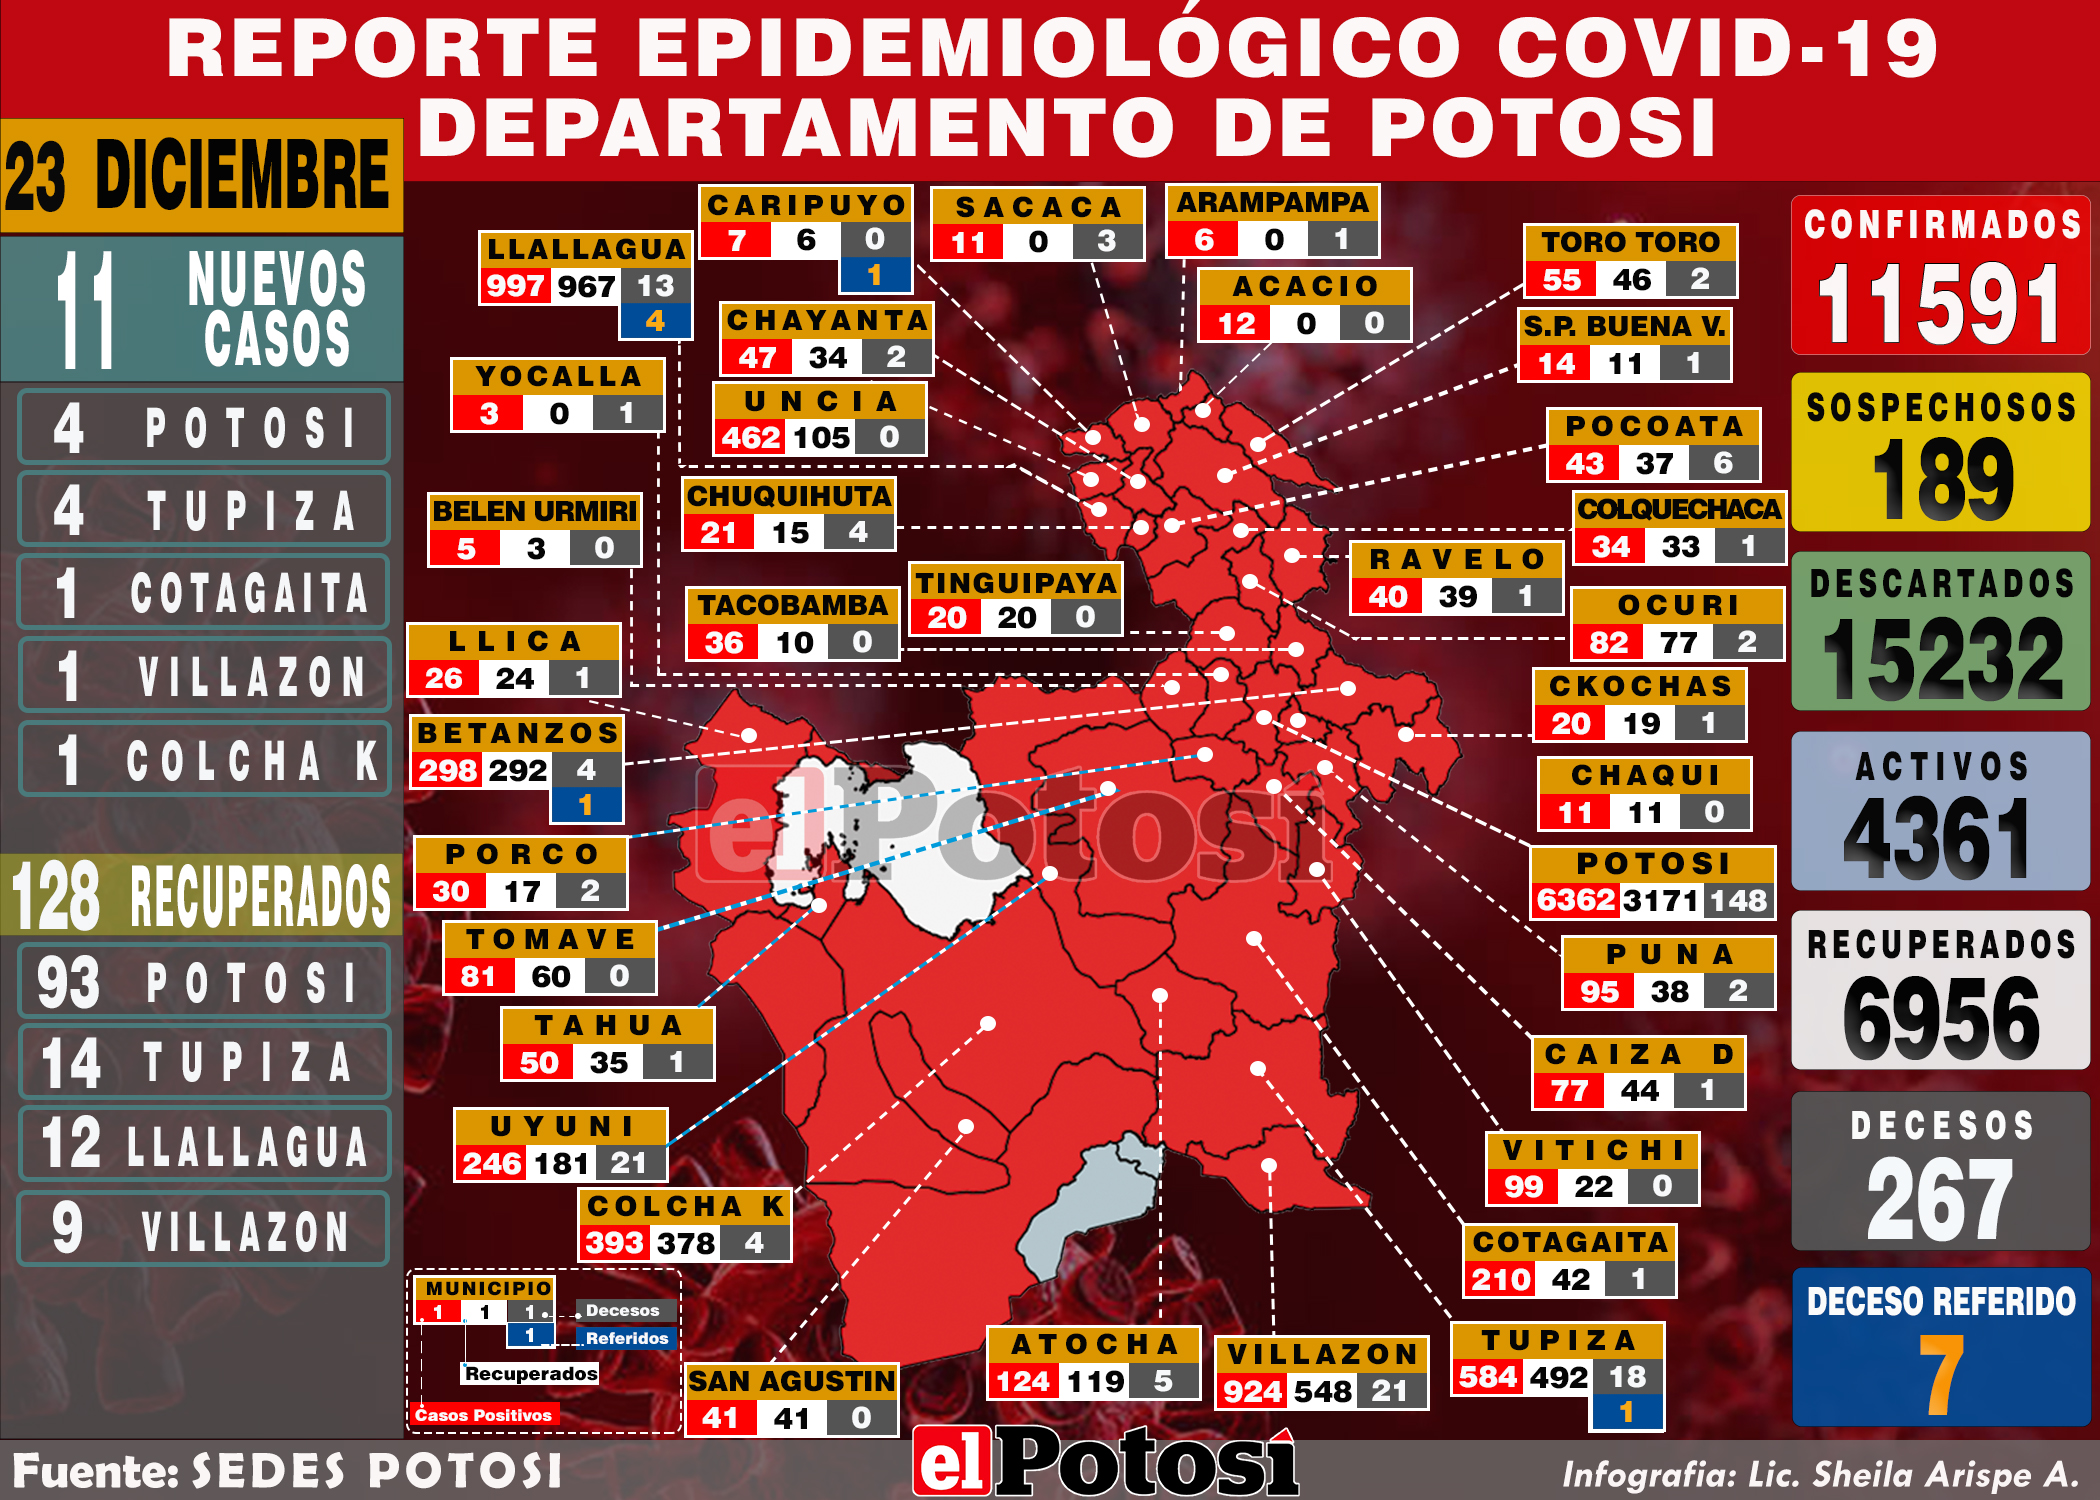 REPORTE EPIDEMIOLÓGICO COVID-19
DEPARTAMENTO DE POTOSI
23 DICIEMBRE
11 NUEVOS CASOS
4 POTOSI
4 TUPIZA
1 COTAGAITA
1 VILLAZON
1 COLCHA K
128 RECUPERADOS
93 POTOSI
14 TUPIZA
12 LLALLAGUA
9 VILLAZON
CARIPUYO
7 6 0
1
SACACA
11 0 3
ARAMPAMPA
6 0 1
LLALLAGUA
997 967 13
4
ACACIO
12 0 0
TORO TORO
55 46 2
CHAYANTA
47 34 2
S.P. BUENA V.
14 11 1
YOCALLA
3 0 1
UNCIA
462 105 0
POCOATA
43 37 6
BELEN URMIRI
5 3 0
CHUQUIHUTA
21 15 4
COLQUECHACA
34 33 1
RAVELO
40 39 1
TINGUIPAYA
20 20 0
TACOBAMBA
36 10 0
OCURI
82 77 2
LLICA
26 24 1
CKOCHAS
20 19 1
BETANZOS
298 292 4
1
CHAQUI
11 11 0
PORCO
30 17 2
POTOSI
6362 3171 148
TOMAVE
81 60 0
PUNA
95 38 2
TAHUA
50 35 1
CAIZA D
77 44 1
UYUNI
246 181 21
VITICHI
99 22 0
COLCHA K
393 378 4
COTAGAITA
210 42 1
SAN AGUSTIN
41 41 0
ATOCHA
124 119 5
VILLAZON
924 548 21
TUPIZA
584 492 18
1
elPotosí
MUNICIPIO
1 1 1 Decesos
1 Referidos
Recuperados
Casos Positivos
CONFIRMADOS
11591
SOSPECHOSOS
189
DESCARTADOS
15232
ACTIVOS
4361
RECUPERADOS
6956
DECESOS
267
DECESO REFERIDO
7
Fuente: SEDES POTOSI
el Potosí
Infografia: Lic. Sheila Arispe A.